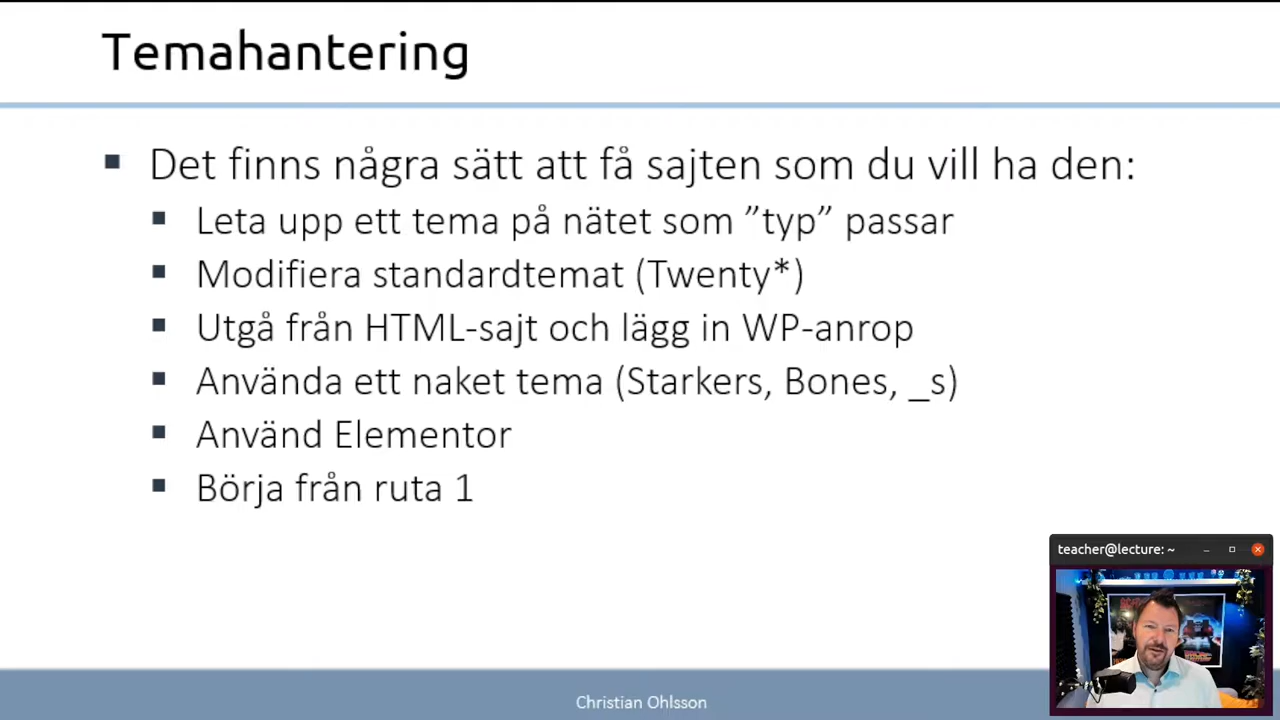 Temahantering
Det finns några sätt att få sajten som du vill ha den:
Leta upp ett tema på nätet som ”typ” passar
Modifiera standardtemat (Twenty*)
Utgå från HTML-sajt och lägg in WP-anrop
Använda ett naket tema (Starkers, Bones, _s)
Använd Elementor
Börja från ruta 1
teacher@lecture: ~
Christian Ohlsson